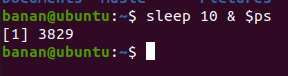 banan@ubuntu:~$ sleep 10 & $ps
[1] 3829
banan@ubuntu:~$